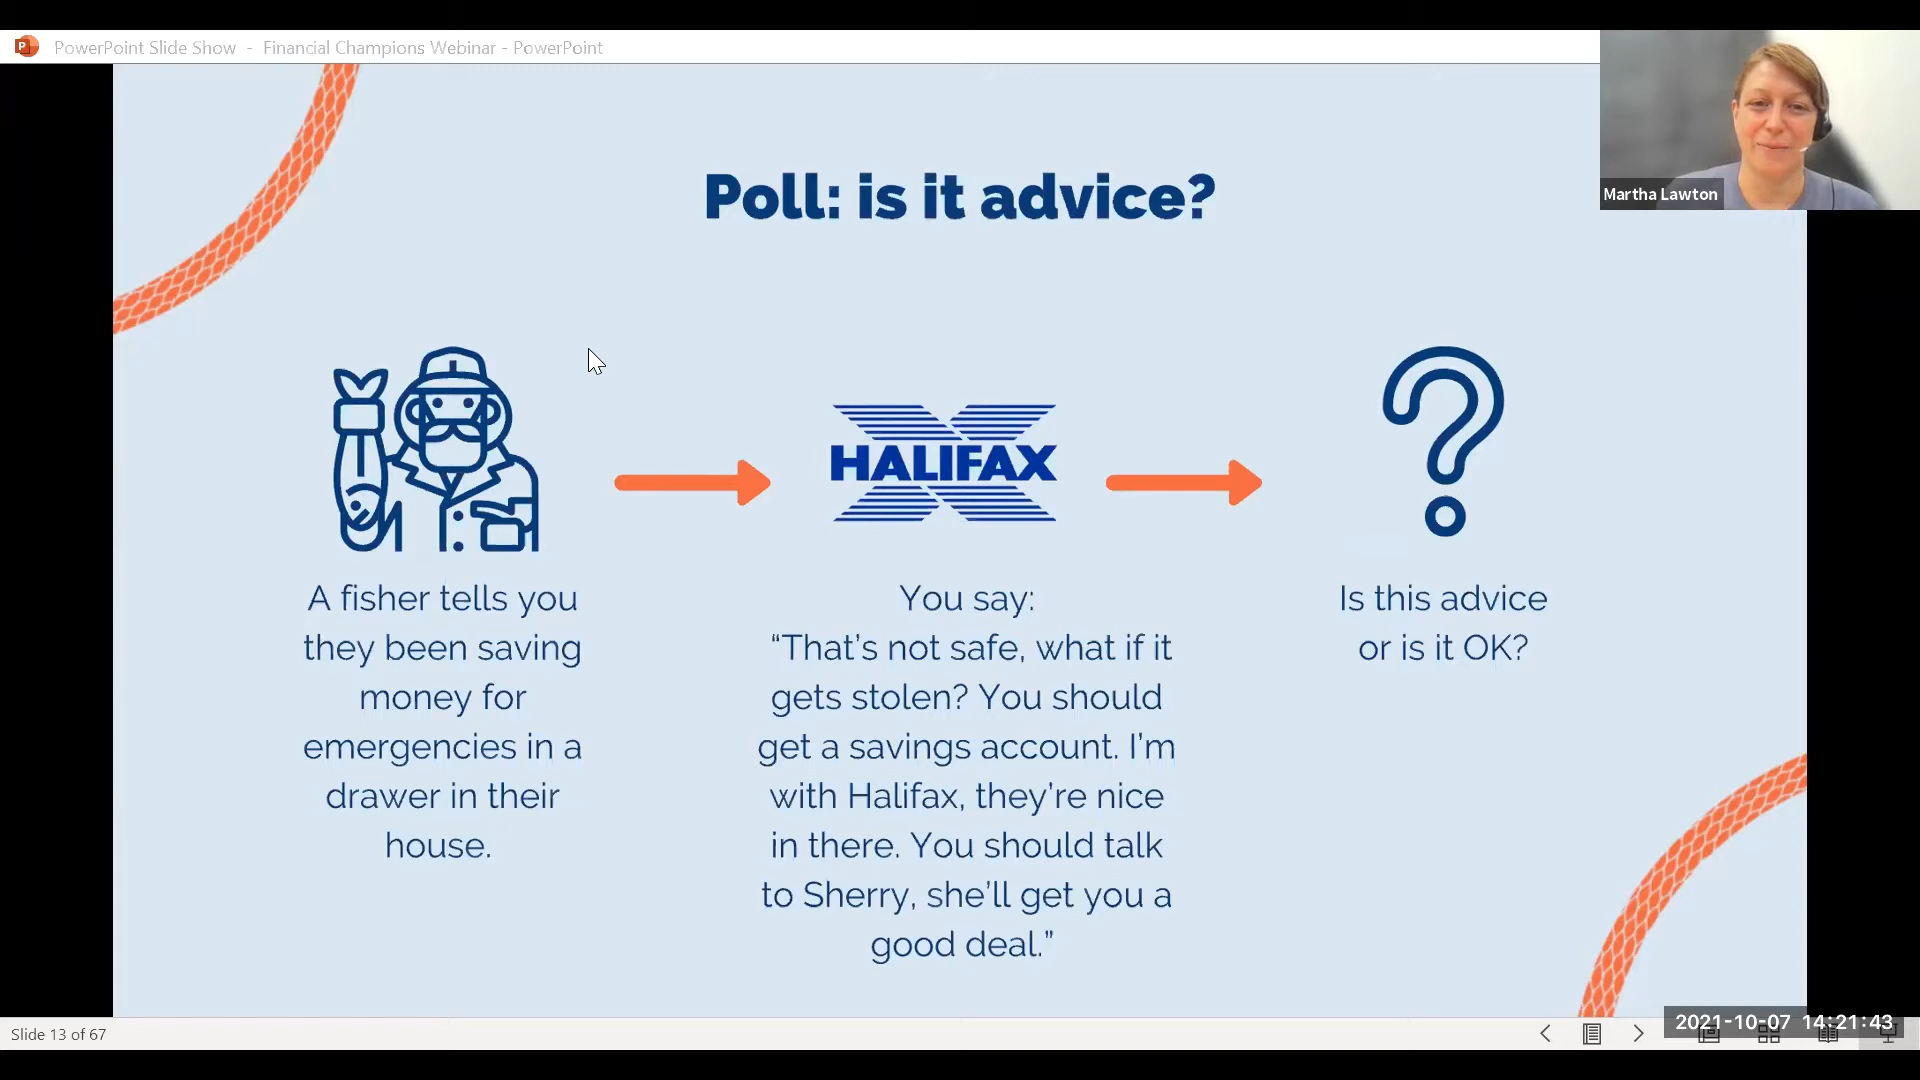 PowerPoint Slide Show - Financial Champions Webinar - PowerPoint
Martha Lawton
Poll: is it advice?
HALIFAX
A fisher tells you
they been saving
money for
emergencies in a
drawer in their
house.
You say:
“That’s not safe, what if it
gets stolen? You should
get a savings account. I’m
with Halifax, they’re nice
in there. You should talk
to Sherry, she’ll get you a
good deal.”
Is this advice
or is it OK?
Slide 13 of 67
2021-10-07 14:21:43